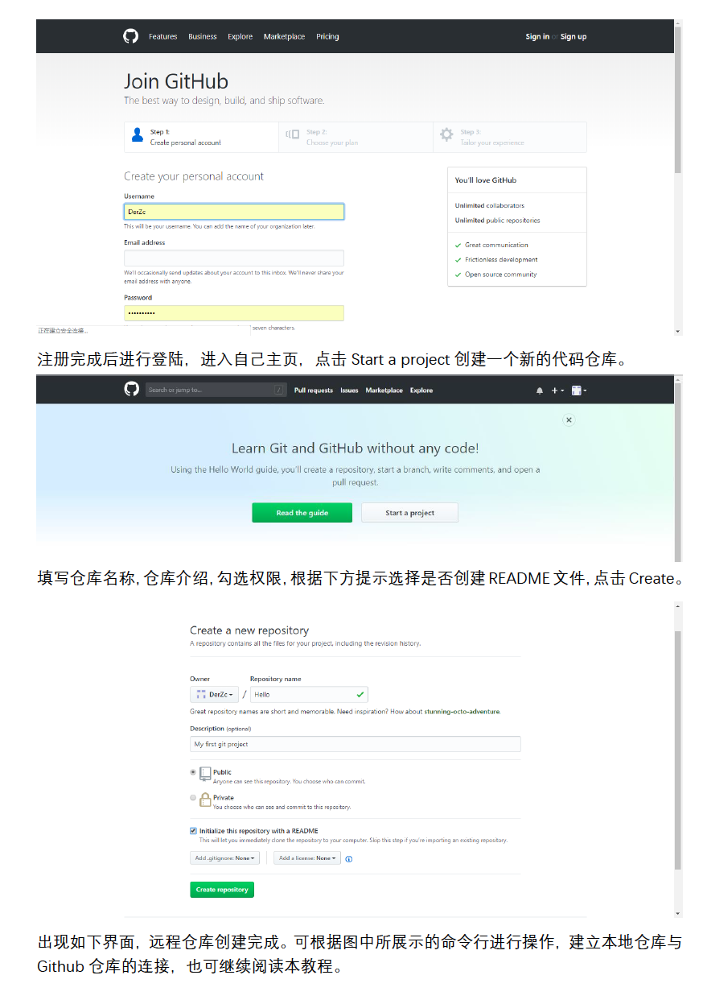 Features Business Explore Marketplace Pricing Sign in or Sign up
Join GitHub
The best way to design, build, and ship software.
Step 1:
Create personal account
Step 2:
Choose your plan
Step 3:
Tailor your experience
Create your personal account
Username
DerZc
This will be your username. You can add the name of your organization later.
Email address
We'll occasionally send updates about your account to this inbox. We'll never share your
email address with anyone.
Password
••••••••••
seven characters.
正在建立安全连接...
You'll love GitHub
Unlimited collaborators
Unlimited public repositories
Great communication
Frictionless development
Open source community
注册完成后进行登陆，进入自己主页，点击 Start a project 创建一个新的代码仓库。
Search or jump to... / Pull requests Issues Marketplace Explore
Learn Git and GitHub without any code!
Using the Hello World guide, you'll create a repository, start a branch, write comments, and open a
pull request.
Read the guide Start a project
填写仓库名称,仓库介绍,勾选权限,根据下方提示选择是否创建 README 文件,点击 Create。
Create a new repository
A repository contains all the files for your project, including the revision history.
Owner Repository name
DerZc / Hello
Great repository names are short and memorable. Need inspiration? How about stunning-octo-adventure.
Description (optional)
My first git project
Public
Anyone can see this repository. You choose who can commit.
Private
You choose who can see and commit to this repository.
Initialize this repository with a README
This will let you immediately clone the repository to your computer. Skip this step if you're importing an existing repository.
Add .gitignore: None Add a license: None
Create repository
出现如下界面，远程仓库创建完成。可根据图中所展示的命令行进行操作，建立本地仓库与
Github 仓库的连接，也可继续阅读本教程。